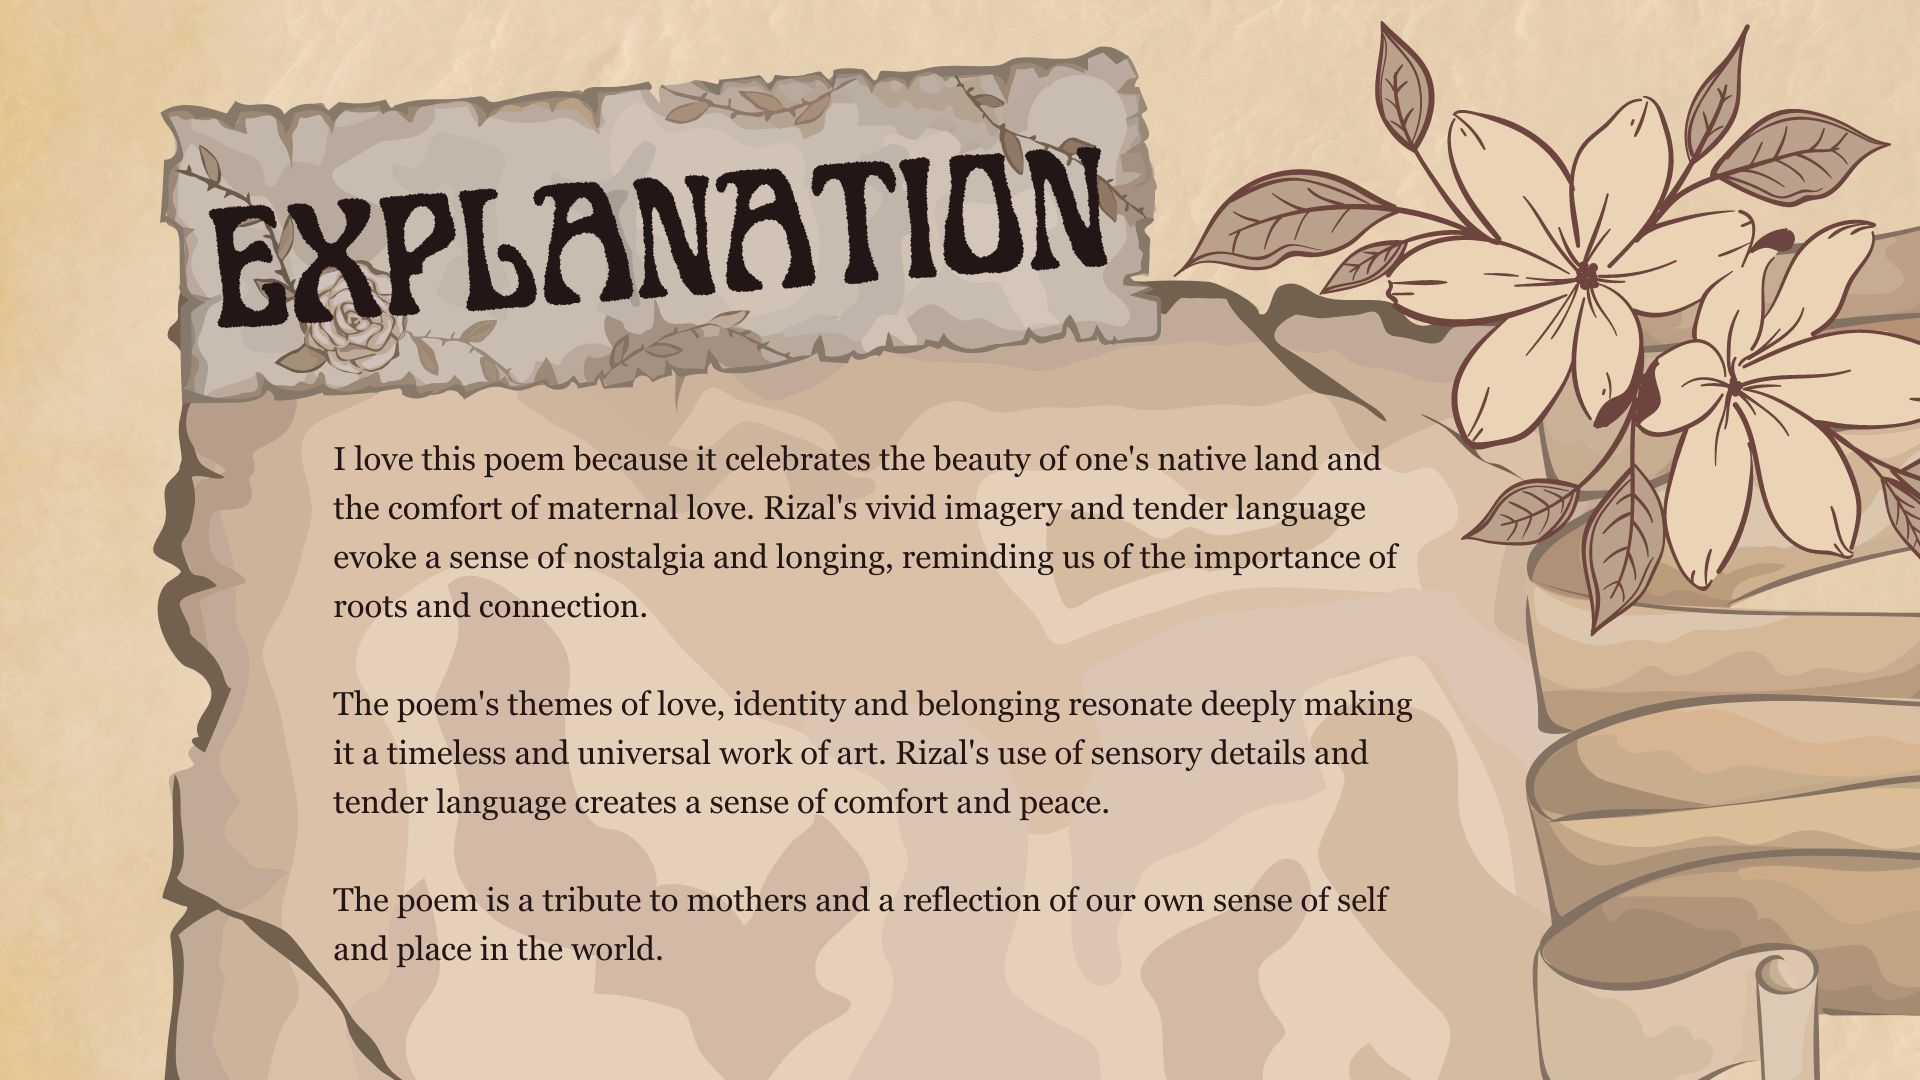 EXPLANATION
I love this poem because it celebrates the beauty of one's native land and
the comfort of maternal love. Rizal's vivid imagery and tender language
evoke a sense of nostalgia and longing, reminding us of the importance of
roots and connection.
The poem's themes of love, identity and belonging resonate deeply making
it a timeless and universal work of art. Rizal's use of sensory details and
tender language creates a sense of comfort and peace.
The poem is a tribute to mothers and a reflection of our own sense of self
and place in the world.